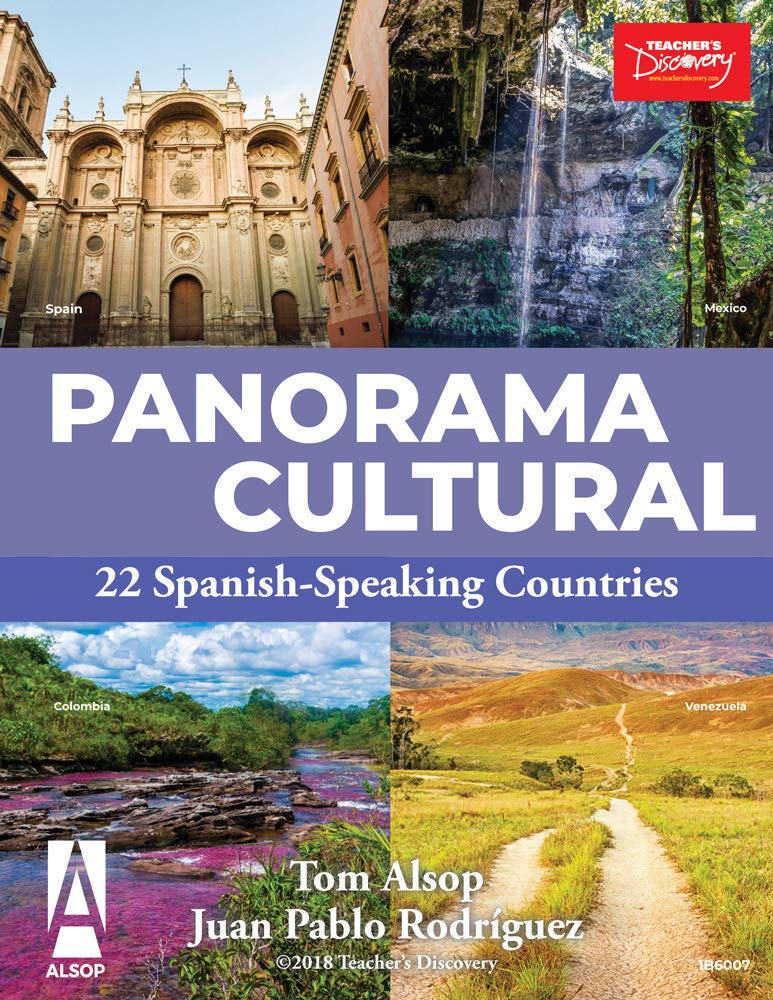 TEACHER'S
Discovery
www.teachersdiscovery.com
Spain
Mexico
PANORAMA
CULTURAL
22 Spanish-Speaking Countries
Colombia
Venezuela
Tom Alsop
Juan Pablo Rodríguez
©2018 Teacher's Discovery
ALSOP
1B6007